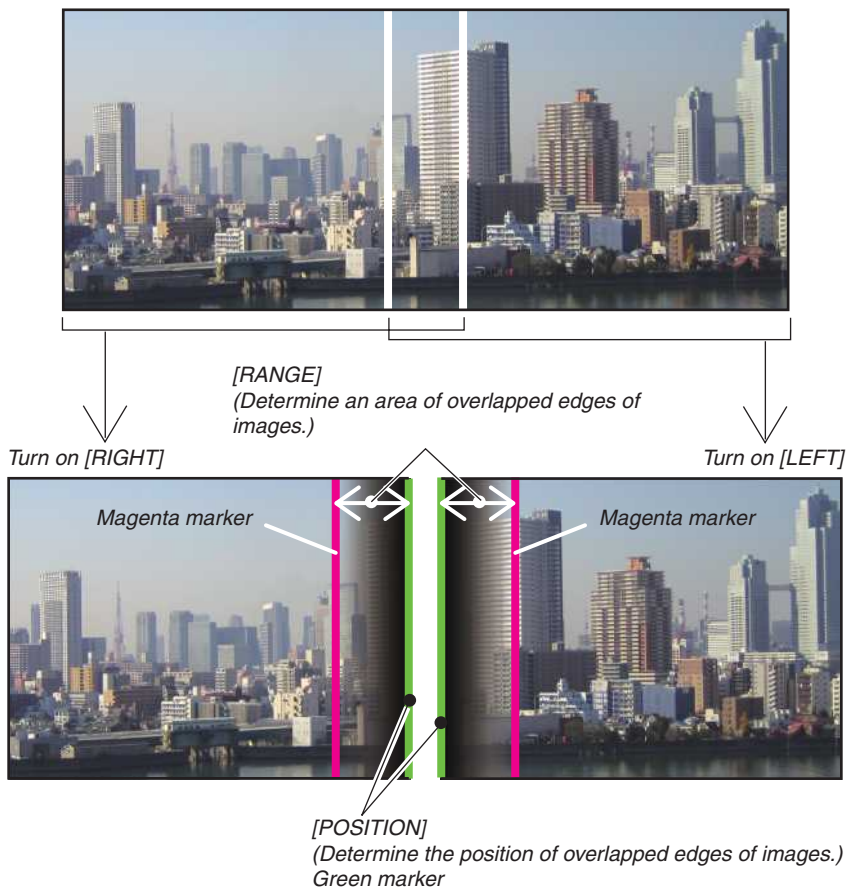 [RANGE]
(Determine an area of overlapped edges of
images.)
Turn on [RIGHT]
Turn on [LEFT]
Magenta marker
Magenta marker
[POSITION]
(Determine the position of overlapped edges of images.)
Green marker